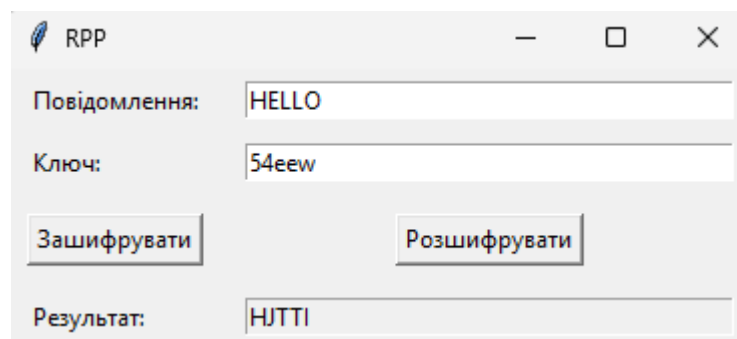 RPP
Повідомлення: HELLO
Ключ: 54eew
Зашифрувати Розшифрувати
Результат: HJTTI